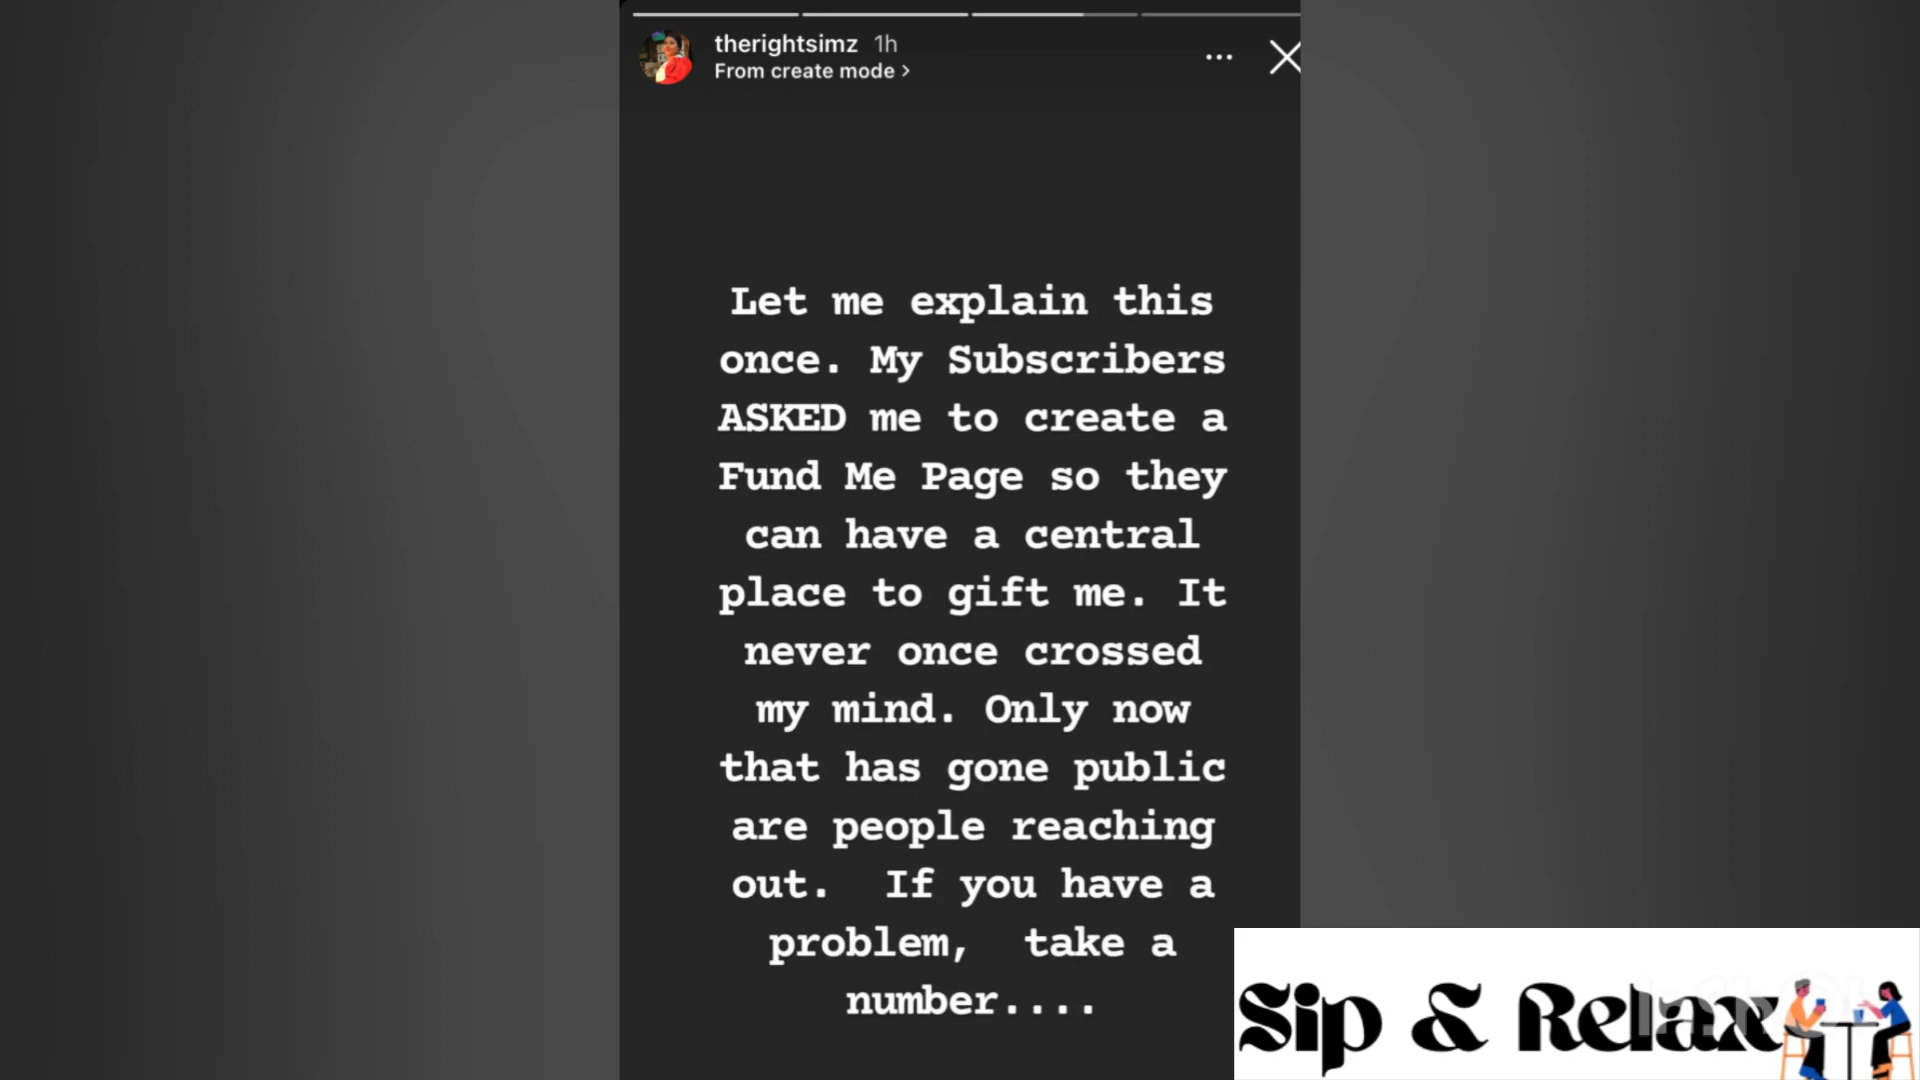 therightsimz 1h
From create mode >
Let me explain this
once. My Subscribers
ASKED me to create a
Fund Me Page so they
can have a central
place to gift me. It
never once crossed
my mind. Only now
that has gone public
are people reaching
out. If you have a
problem, take a
number....
Sip & Relax